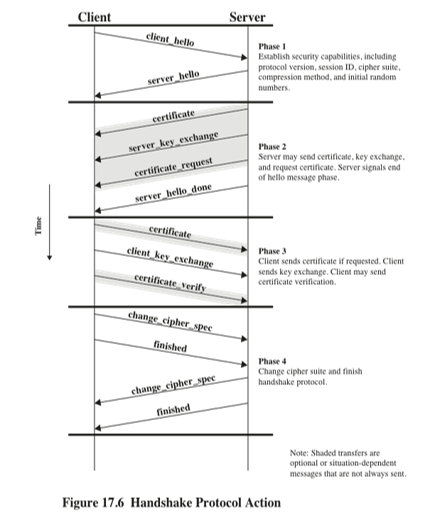 Client Server
client_hello
server_hello
Phase 1
Establish security capabilities, including
protocol version, session ID, cipher suite,
compression method, and initial random
numbers.
certificate
server_key_exchange
certificate_request
server_hello_done
Phase 2
Server may send certificate, key exchange,
and request certificate. Server signals end
of hello message phase.
Time
certificate
client_key_exchange
certificate_verify
Phase 3
Client sends certificate if requested. Client
sends key exchange. Client may send
certificate verification.
change_cipher_spec
finished
change_cipher_spec
finished
Phase 4
Change cipher suite and finish
handshake protocol.
Note: Shaded transfers are
optional or situation-dependent
messages that are not always sent.
Figure 17.6 Handshake Protocol Action